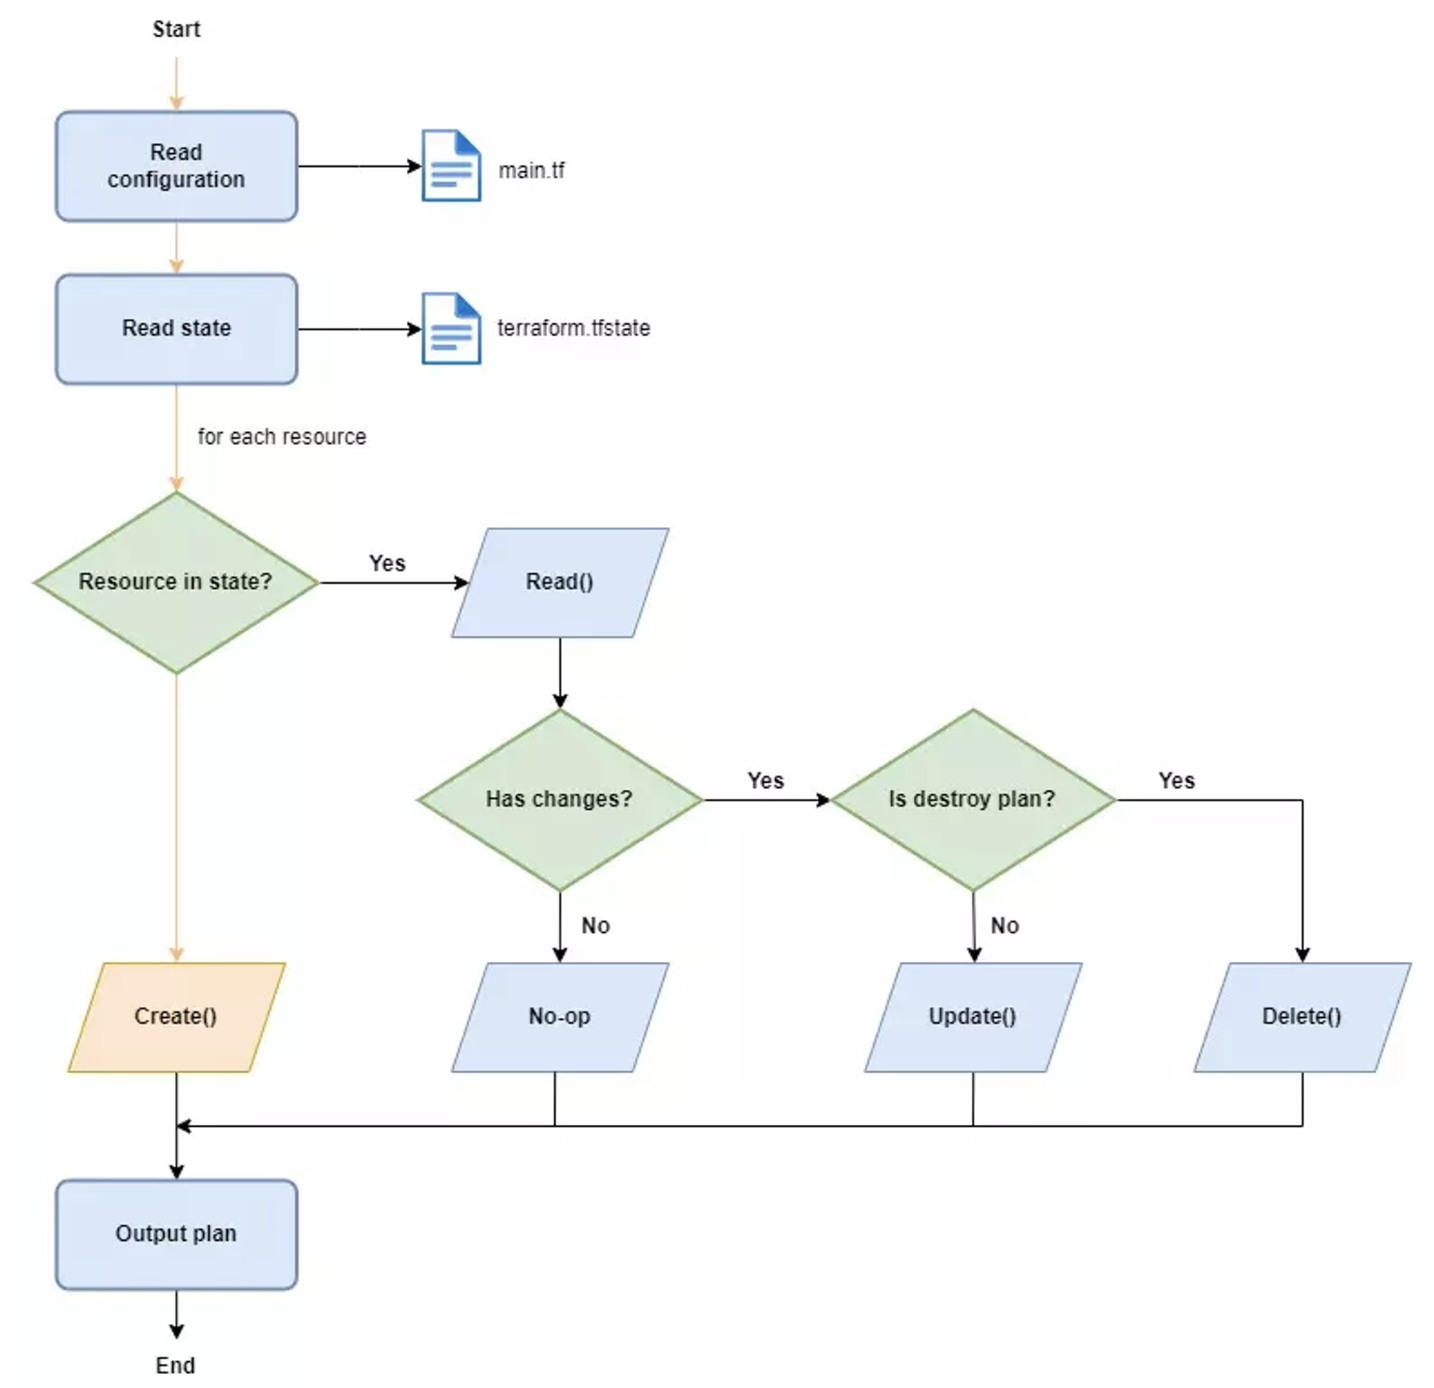 Start
Read
configuration
main.tf
Read state
terraform.tfstate
for each resource
Resource in state?
Yes
Read()
Has changes?
Yes
Is destroy plan?
Yes
No
No
Create()
No-op
Update()
Delete()
Output plan
End